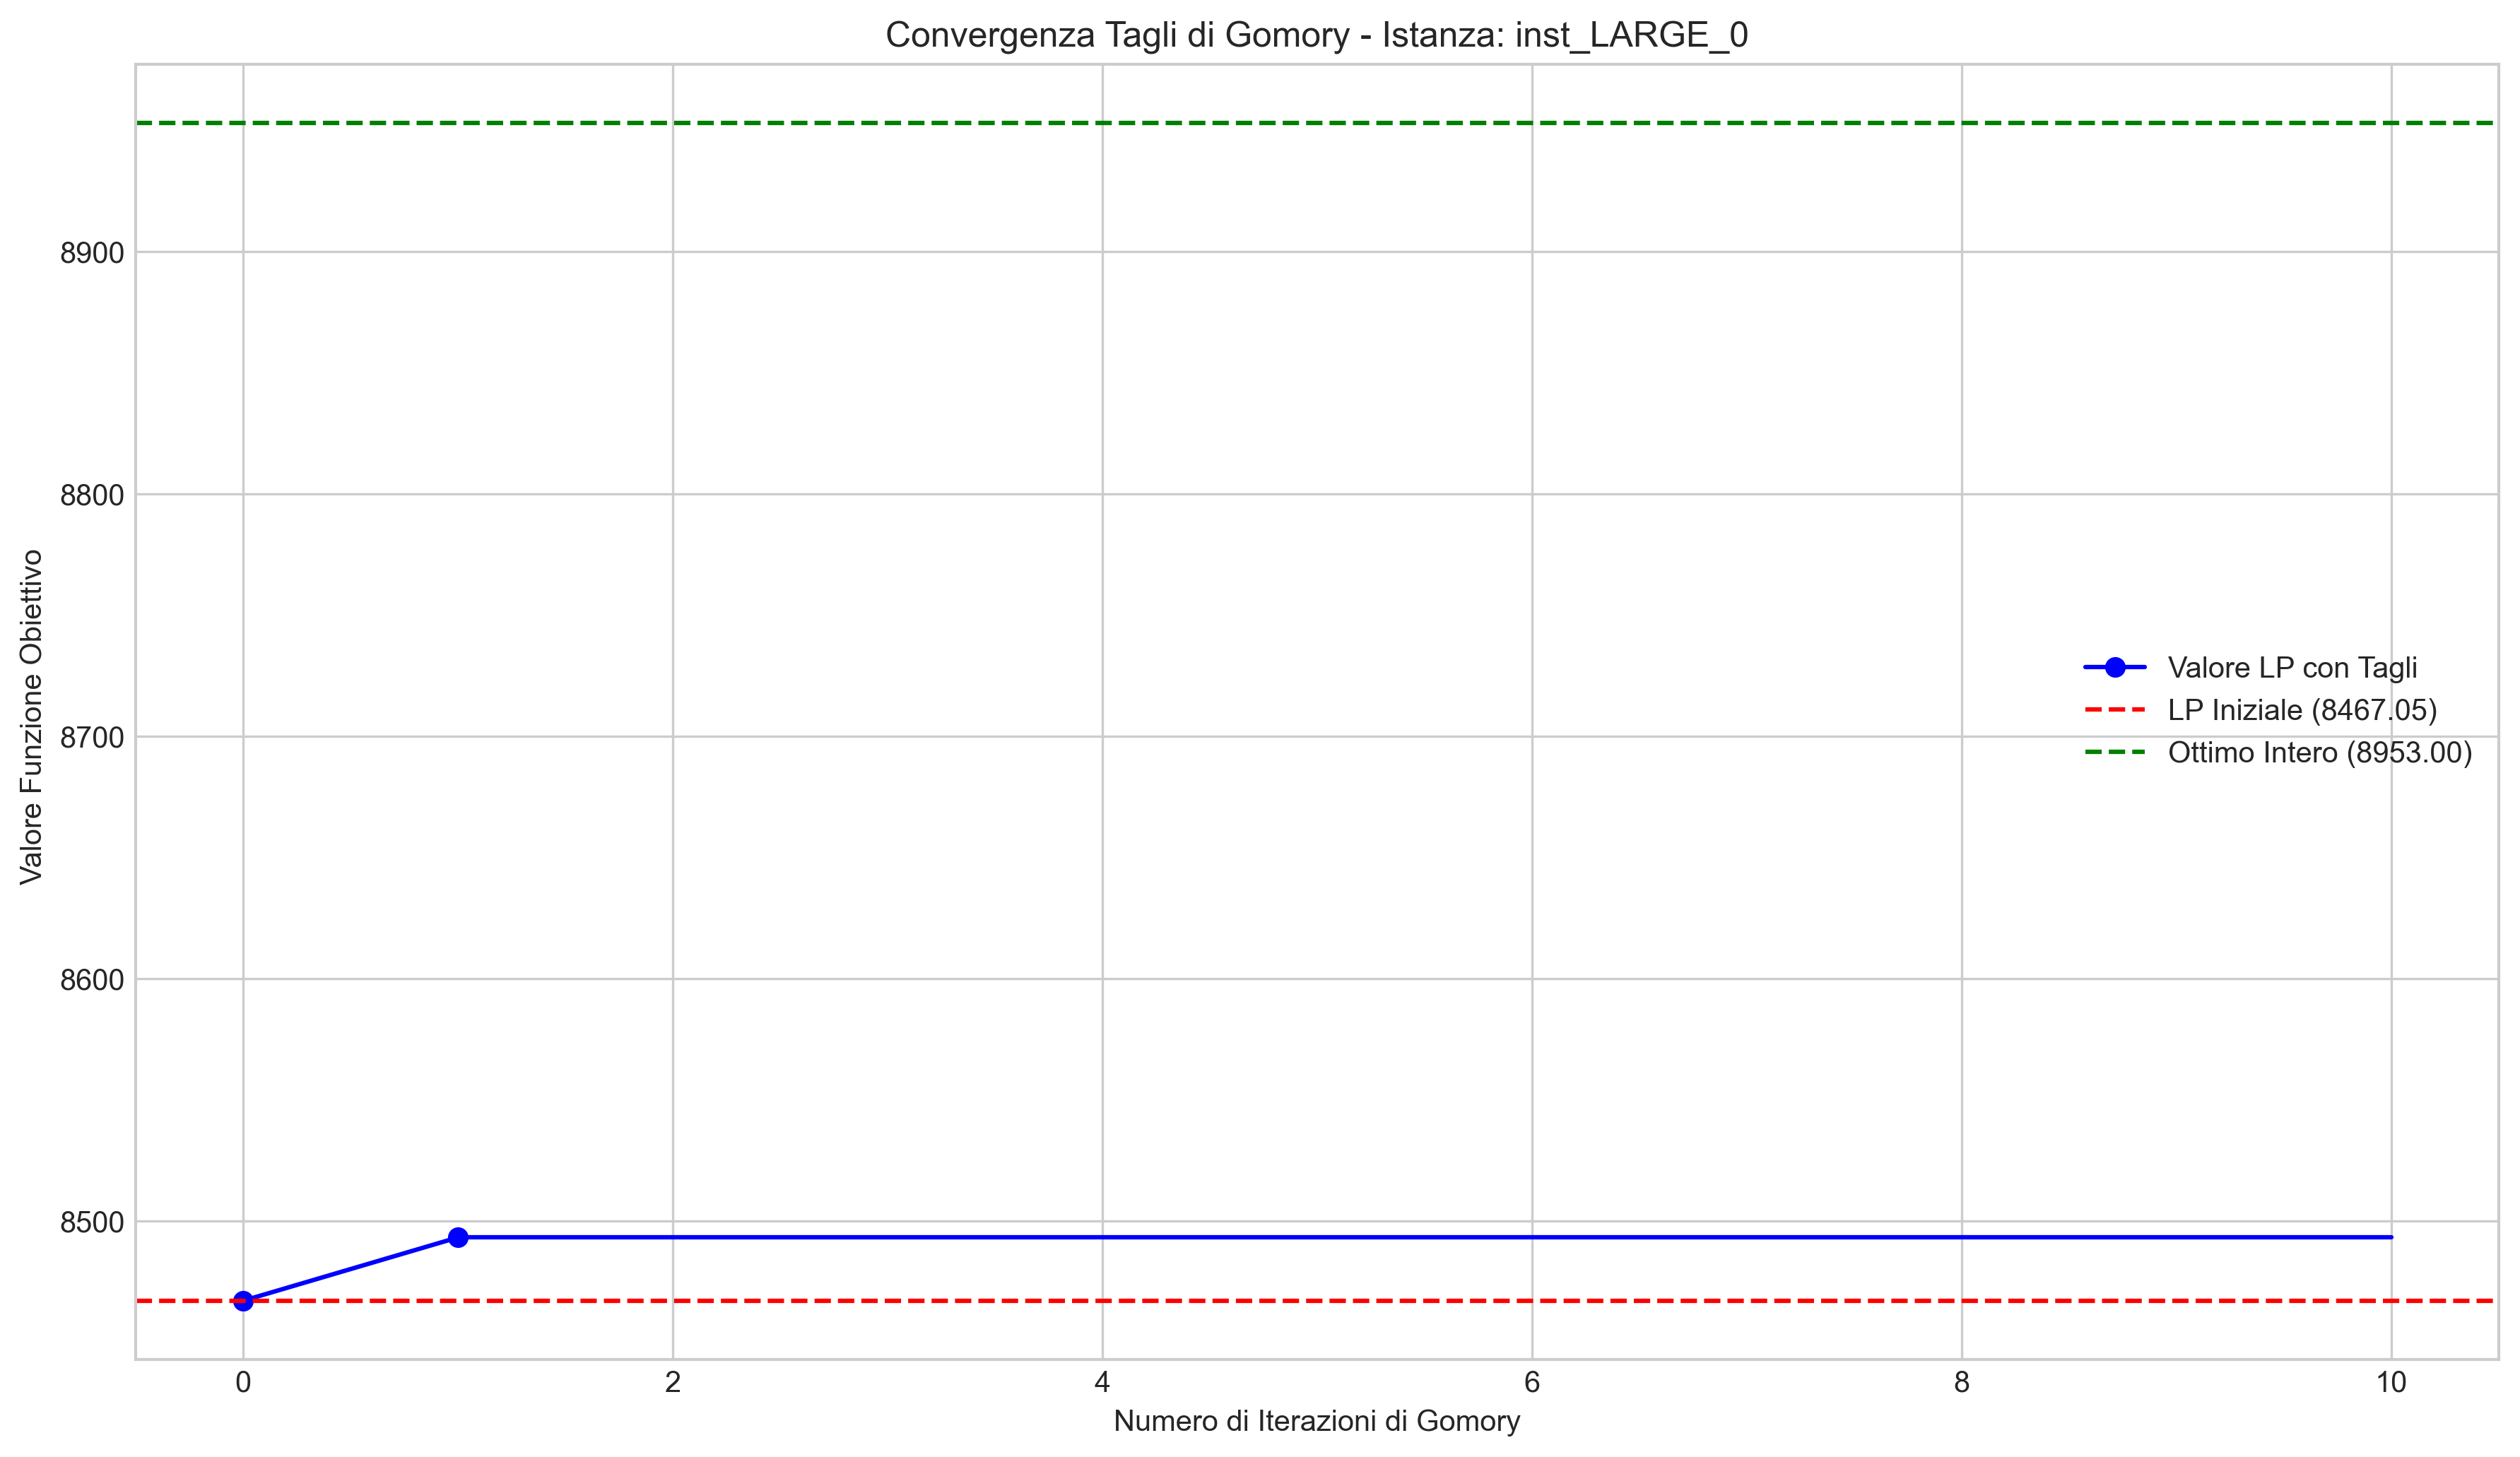 Convergenza Tagli di Gomory - Istanza: inst_LARGE_0
Valore Funzione Obiettivo
8900
8800
8700
8600
8500
Valore LP con Tagli
LP Iniziale (8467.05)
Ottimo Intero (8953.00)
0 2 4 6 8 10
Numero di Iterazioni di Gomory